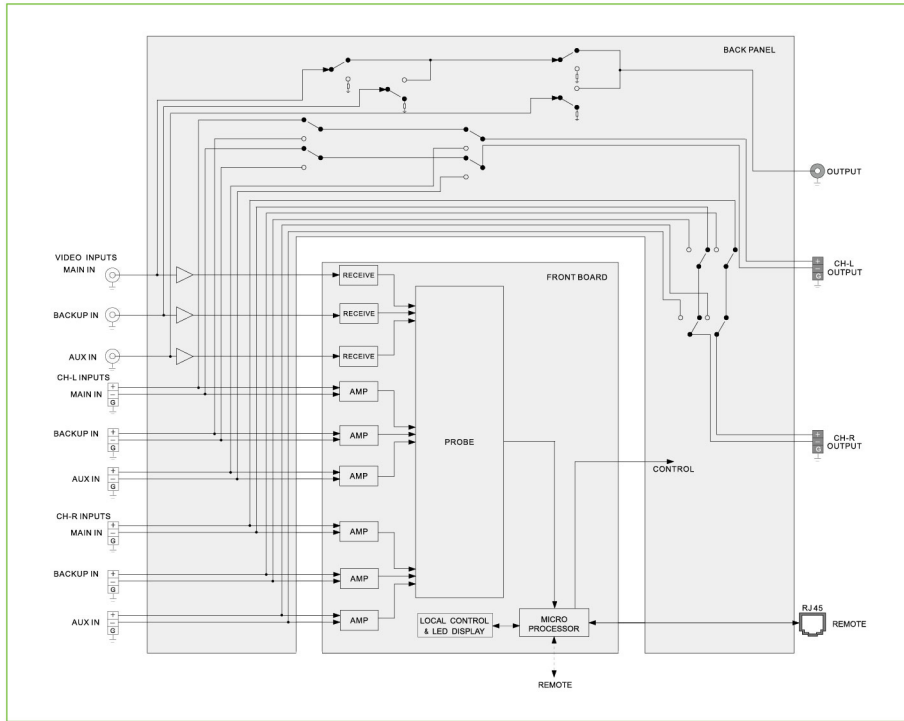 BACK PANEL
OUTPUT
VIDEO INPUTS
MAIN IN
BACKUP IN
AUX IN
CH-L INPUTS
+
MAIN IN
−
G
+
BACKUP IN
−
G
+
AUX IN
−
G
CH-R INPUTS
+
MAIN IN
−
G
+
BACKUP IN
−
G
+
AUX IN
−
G
FRONT BOARD
RECEIVE
RECEIVE
RECEIVE
AMP
AMP
AMP
AMP
AMP
AMP
PROBE
CONTROL
LOCAL CONTROL
& LED DISPLAY
MICRO
PROCESSOR
REMOTE
+
−
G
CH-L
OUTPUT
+
−
G
CH-R
OUTPUT
RJ45
REMOTE